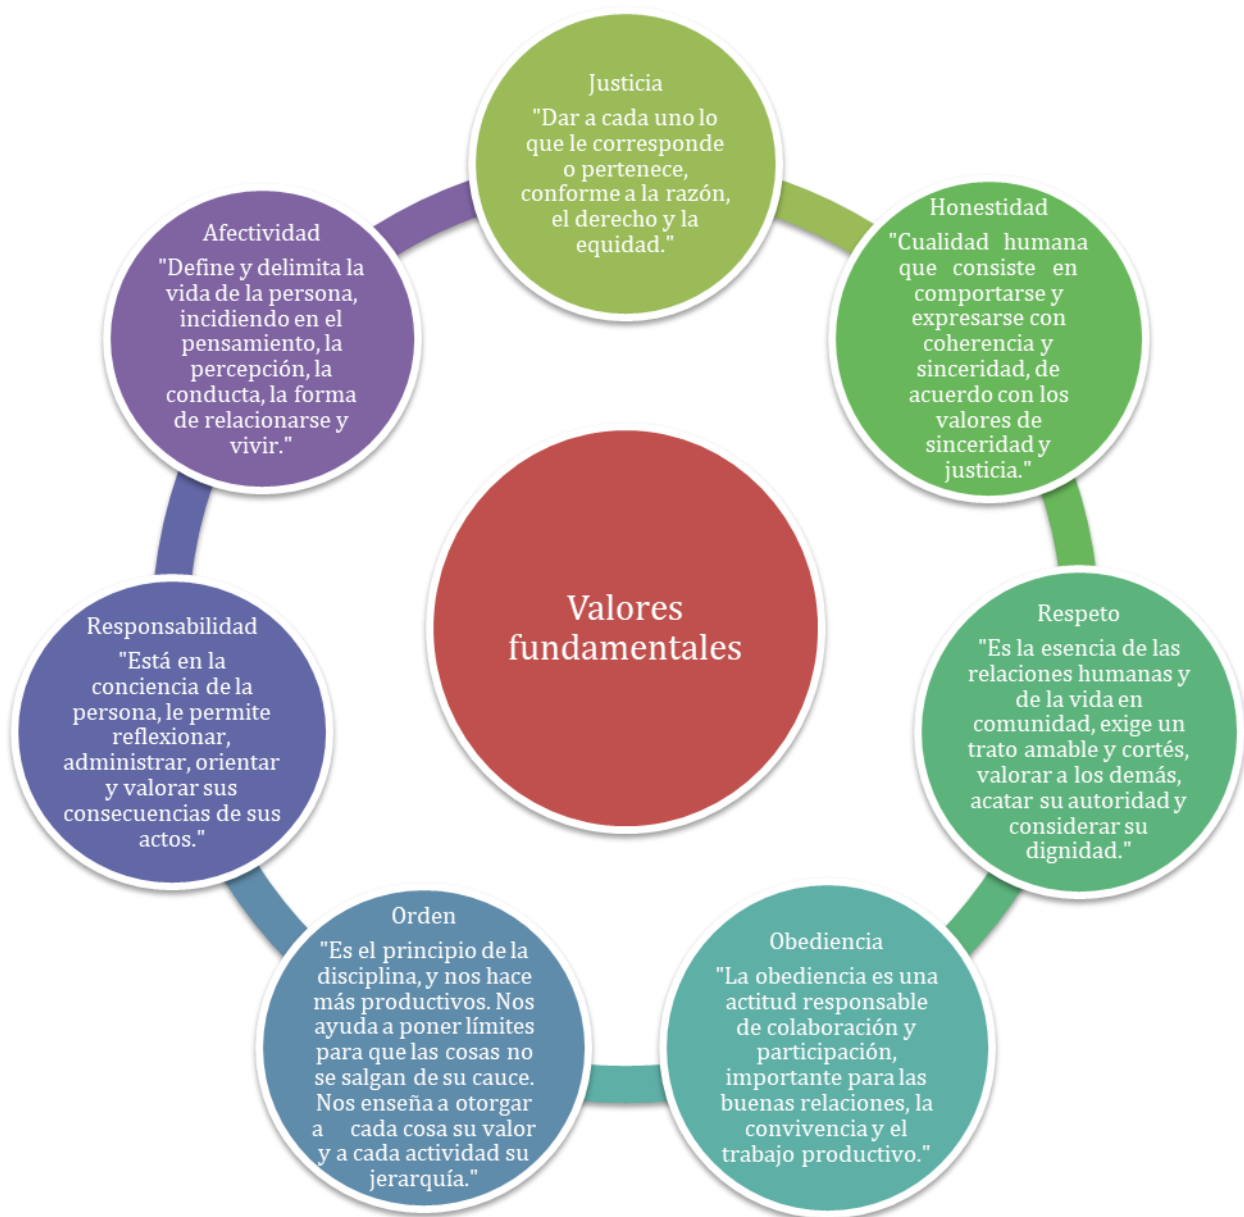 Justicia
"Dar a cada uno lo
que le corresponde
o pertenece,
conforme a la razón,
el derecho y la
equidad."
Honestidad
"Cualidad humana
que consiste en
comportarse y
expresarse con
coherencia y
sinceridad, de
acuerdo con los
valores de
sinceridad y
justicia."
Respeto
"Es la esencia de las
relaciones humanas y
de la vida en
comunidad, exige un
trato amable y cortés,
valorar a los demás,
acatar su autoridad y
considerar su
dignidad."
Obediencia
"La obediencia es una
actitud responsable
de colaboración y
participación,
importante para las
buenas relaciones, la
convivencia y el
trabajo productivo."
Orden
"Es el principio de la
disciplina, y nos hace
más productivos. Nos
ayuda a poner límites
para que las cosas no
se salgan de su cauce.
Nos enseña a otorgar
a cada cosa su valor
y a cada actividad su
jerarquía."
Responsabilidad
"Está en la
conciencia de la
persona, le permite
reflexionar,
administrar, orientar
y valorar sus
consecuencias de sus
actos."
Afectividad
"Define y delimita la
vida de la persona,
incidiendo en el
pensamiento, la
percepción, la
conducta, la forma
de relacionarse y
vivir."
Valores
fundamentales